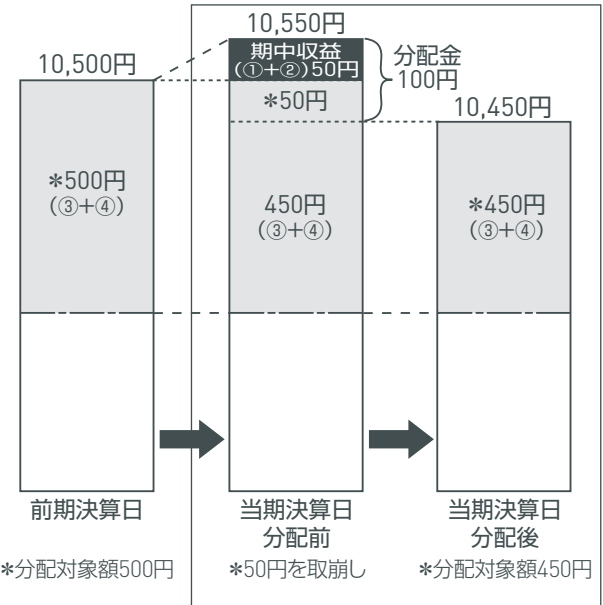 10,500円
*500円
(③+④)
前期決算日
*分配対象額500円
10,550円
期中収益
(①+②)50円
*50円
450円
(③+④)
当期決算日
分配前
*50円を取崩し
分配金
100円
10,450円
*450円
(③+④)
当期決算日
分配後
*分配対象額450円